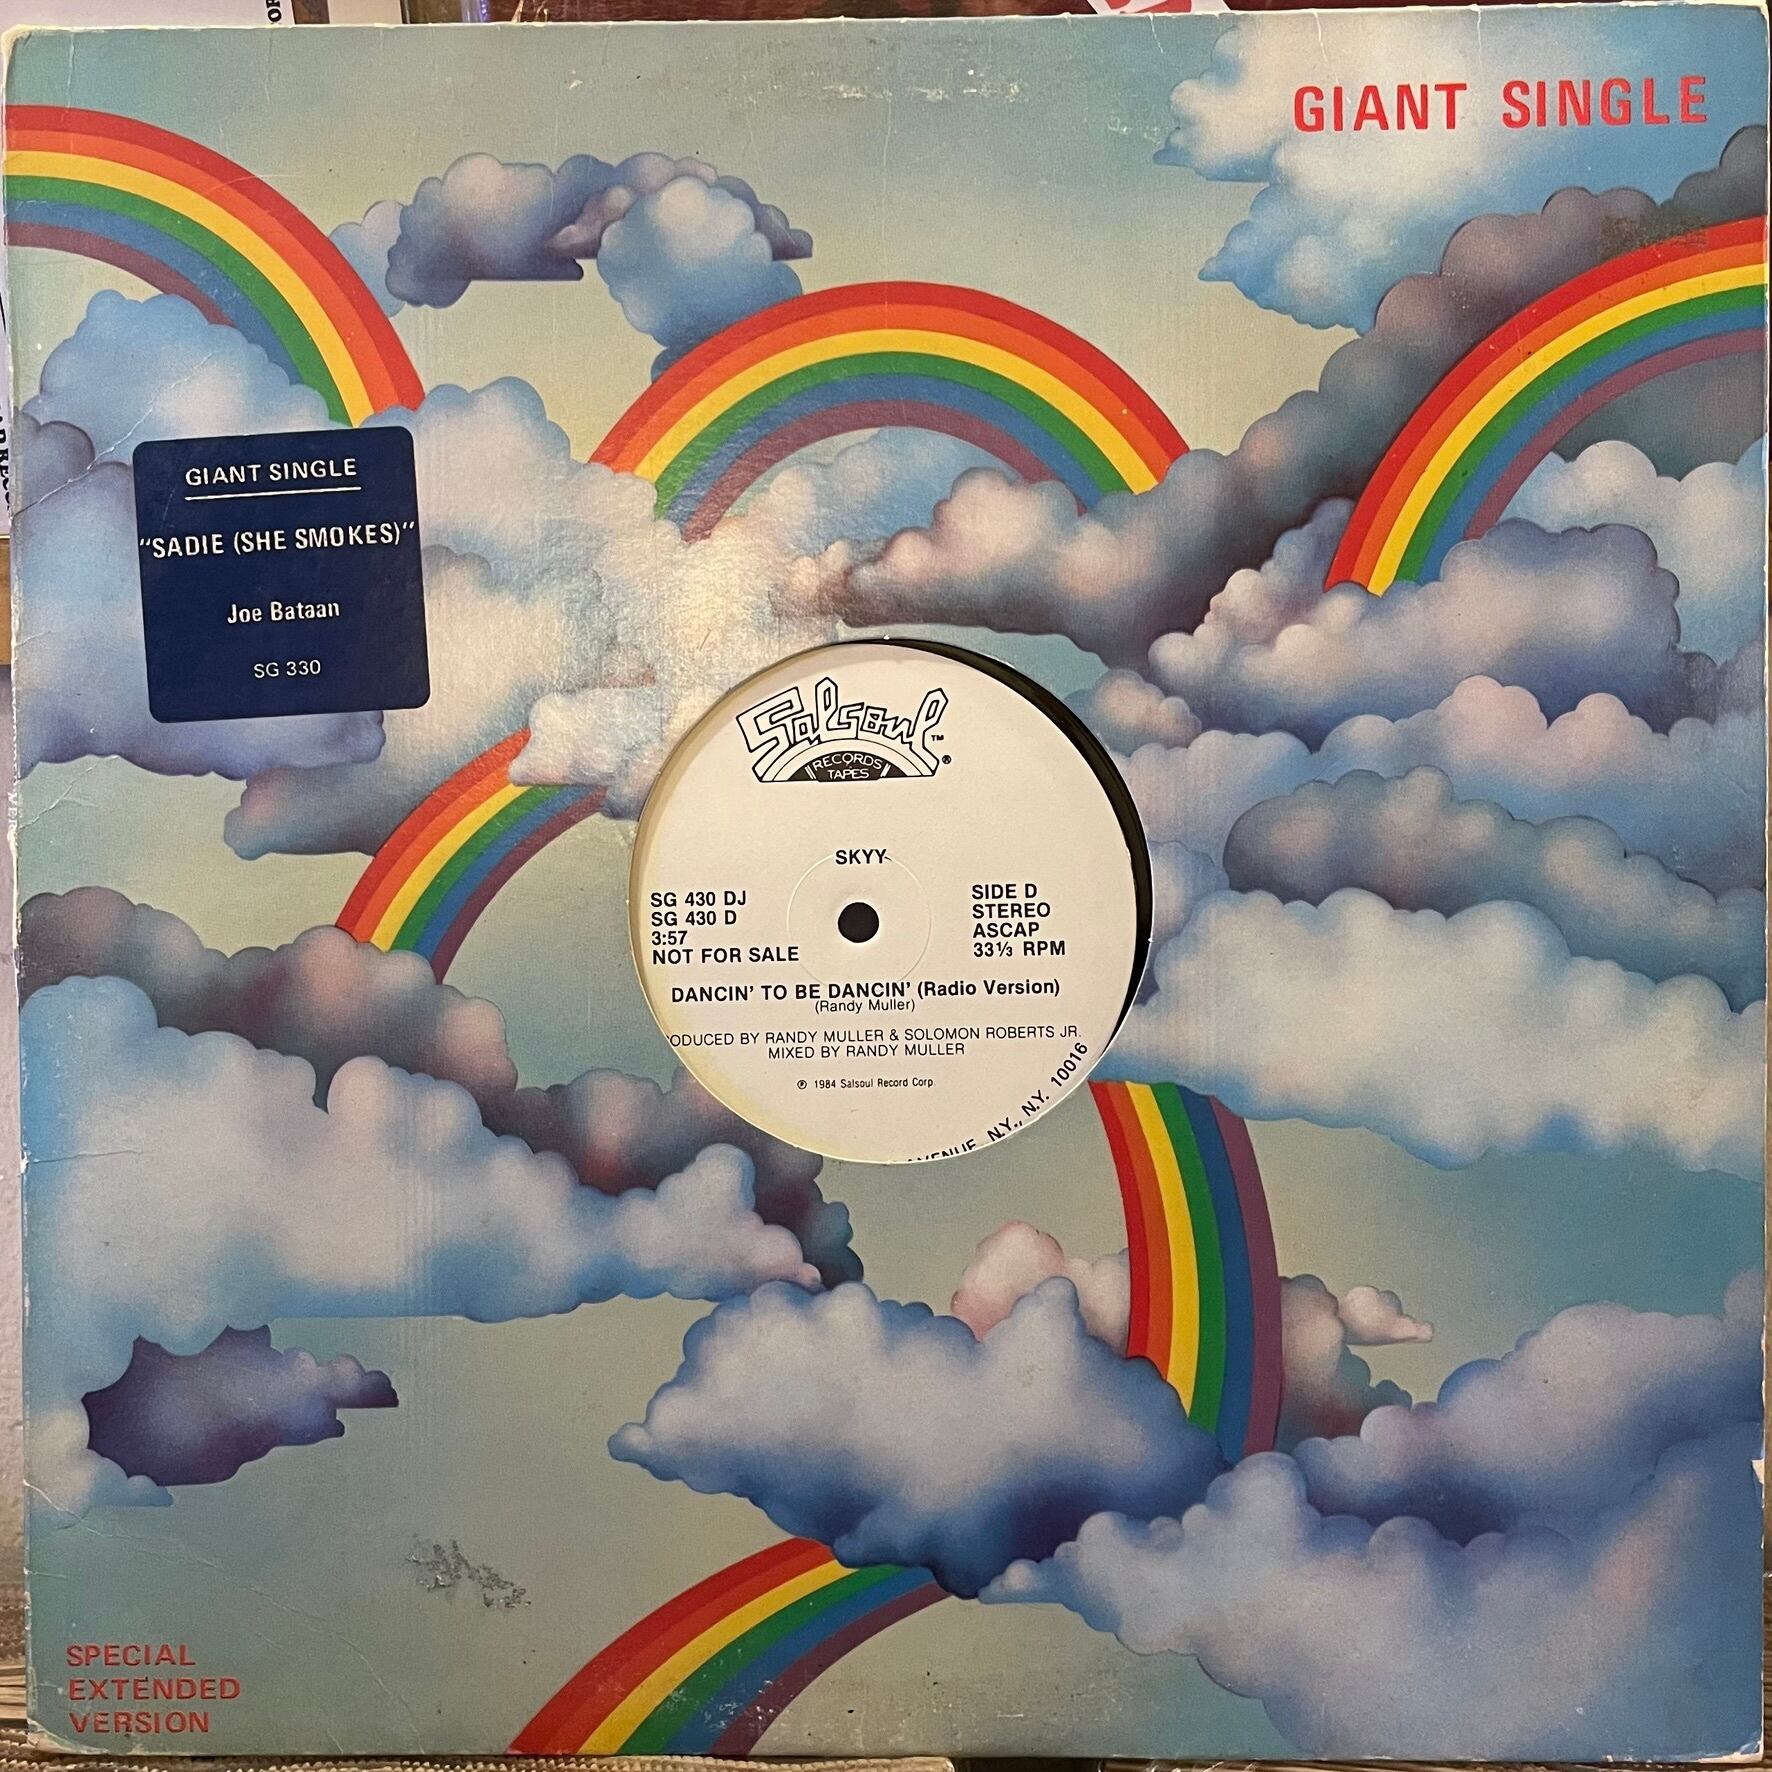 GIANT SINGLE
GIANT SINGLE
"SADIE (SHE SMOKES)"
Joe Bataan
SG 330
Salsoul ™
RECORDS ®
TAPES
SKYY
SG 430 DJ
SG 430 D
3:57
NOT FOR SALE
SIDE D
STEREO
ASCAP
33⅓ RPM
DANCIN' TO BE DANCIN' (Radio Version)
(Randy Muller)
ODUCED BY RANDY MULLER & SOLOMON ROBERTS JR.
MIXED BY RANDY MULLER
℗ 1984 Salsoul Record Corp.
AVENUE, N.Y., N.Y. 10016
SPECIAL
EXTENDED
VERSION